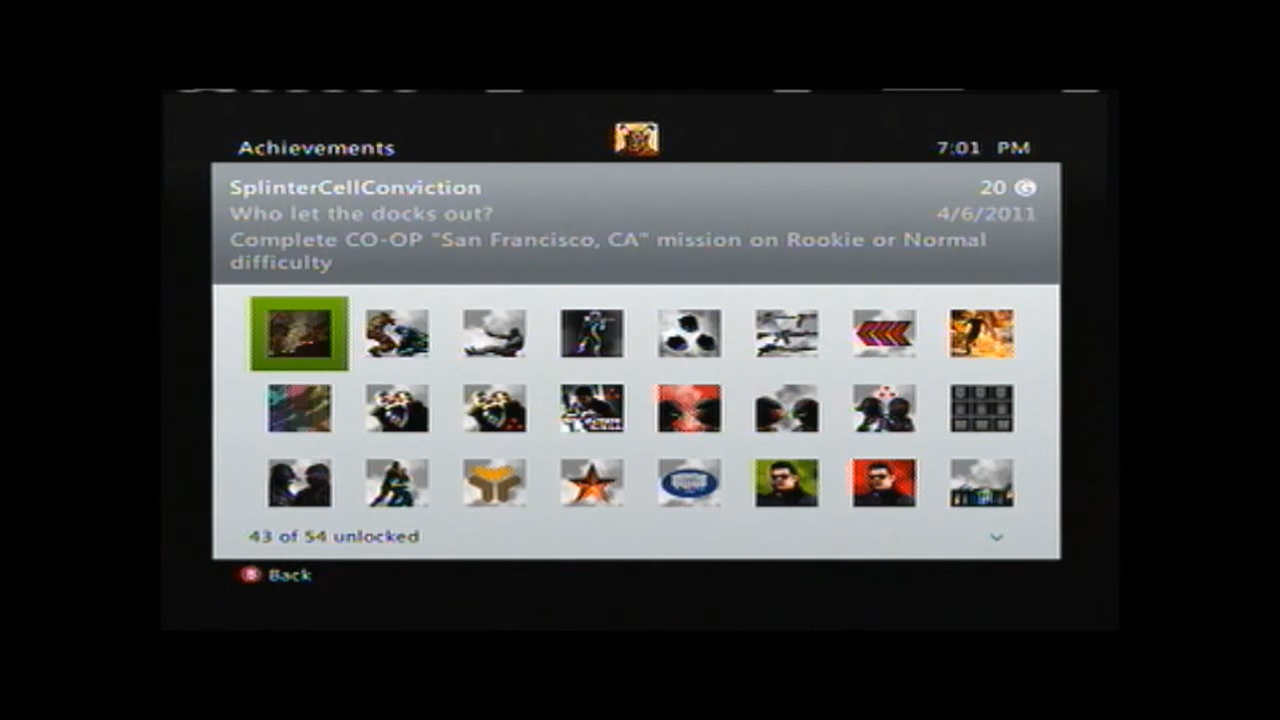 Achievements
7:01 PM
SplinterCellConviction
20 G
Who let the docks out?
4/6/2011
Complete CO-OP "San Francisco, CA" mission on Rookie or Normal
difficulty
43 of 54 unlocked
B Back